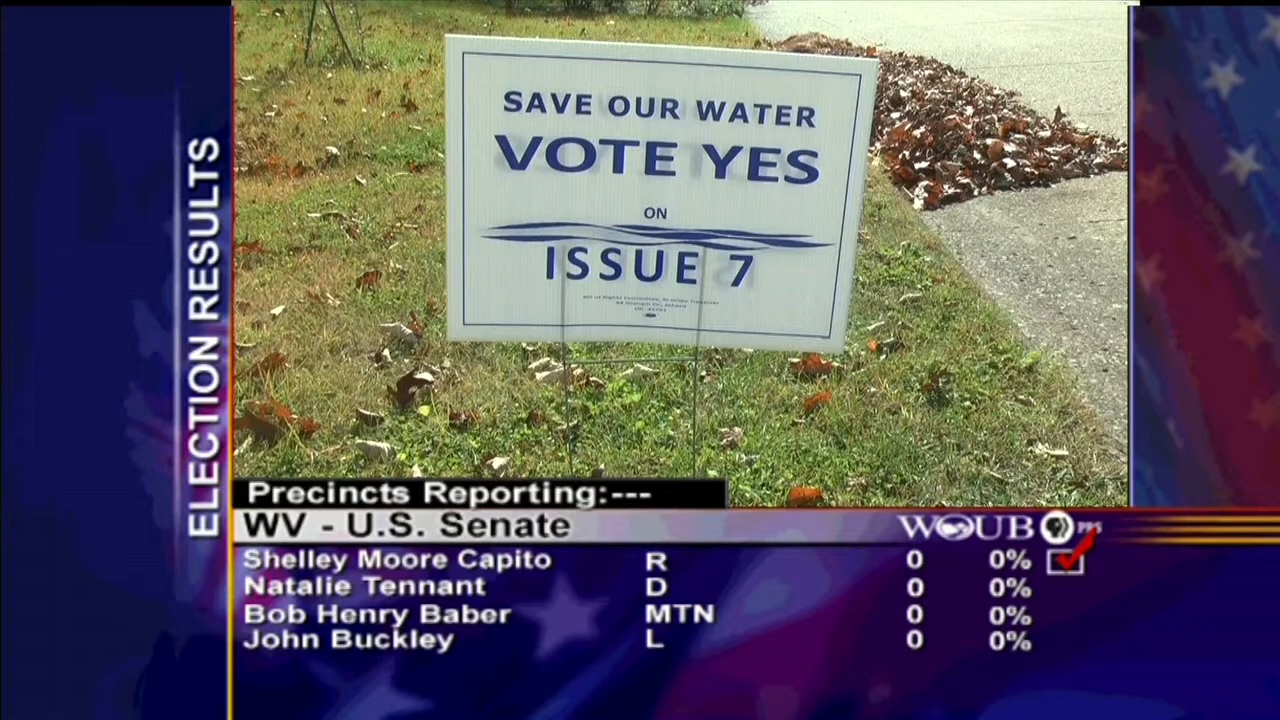 ELECTION RESULTS
SAVE OUR WATER
VOTE YES
ON
ISSUE 7
Precincts Reporting:---
WV - U.S. Senate
WOUB PBS
Shelley Moore Capito R 0 0%
Natalie Tennant D 0 0%
Bob Henry Baber MTN 0 0%
John Buckley L 0 0%